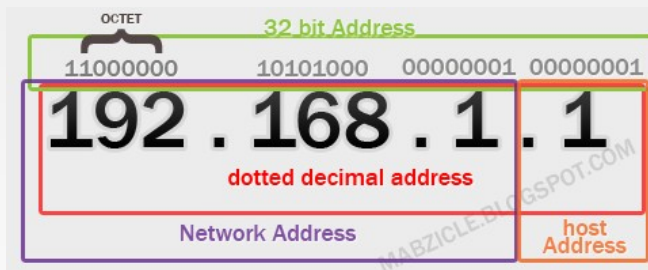 OCTET
32 bit Address
11000000 10101000 00000001 00000001
192 . 168 . 1 . 1
dotted decimal address
Network Address
host
Address
MABZICLE.BLOGSPOT.COM